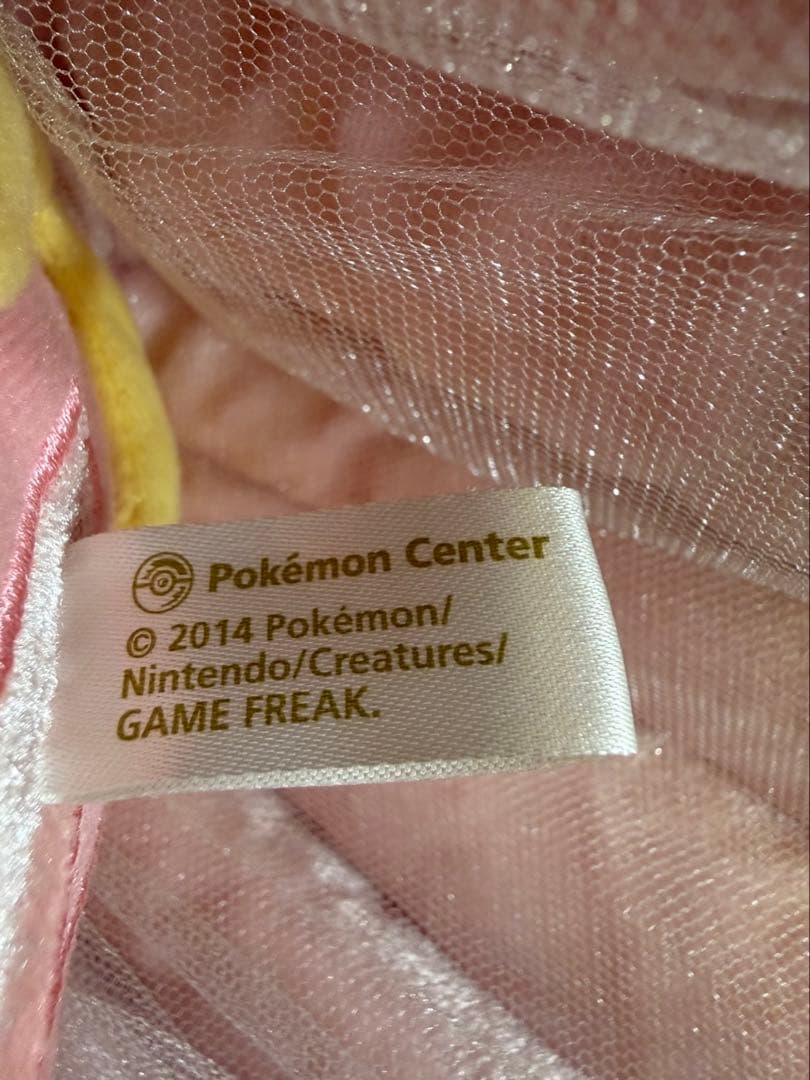 Pokémon Center
© 2014 Pokémon/
Nintendo/Creatures/
GAME FREAK.